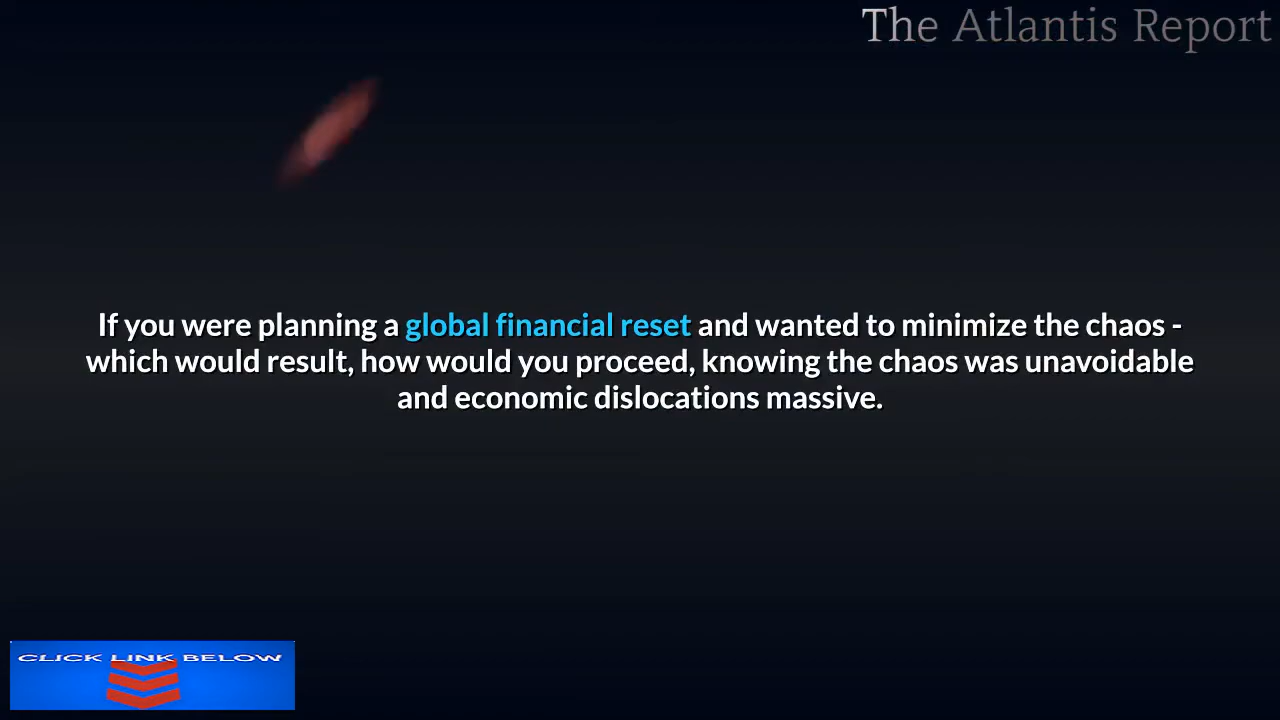 The Atlantis Report
If you were planning a global financial reset and wanted to minimize the chaos -
which would result, how would you proceed, knowing the chaos was unavoidable
and economic dislocations massive.
CLICK LINK BELOW